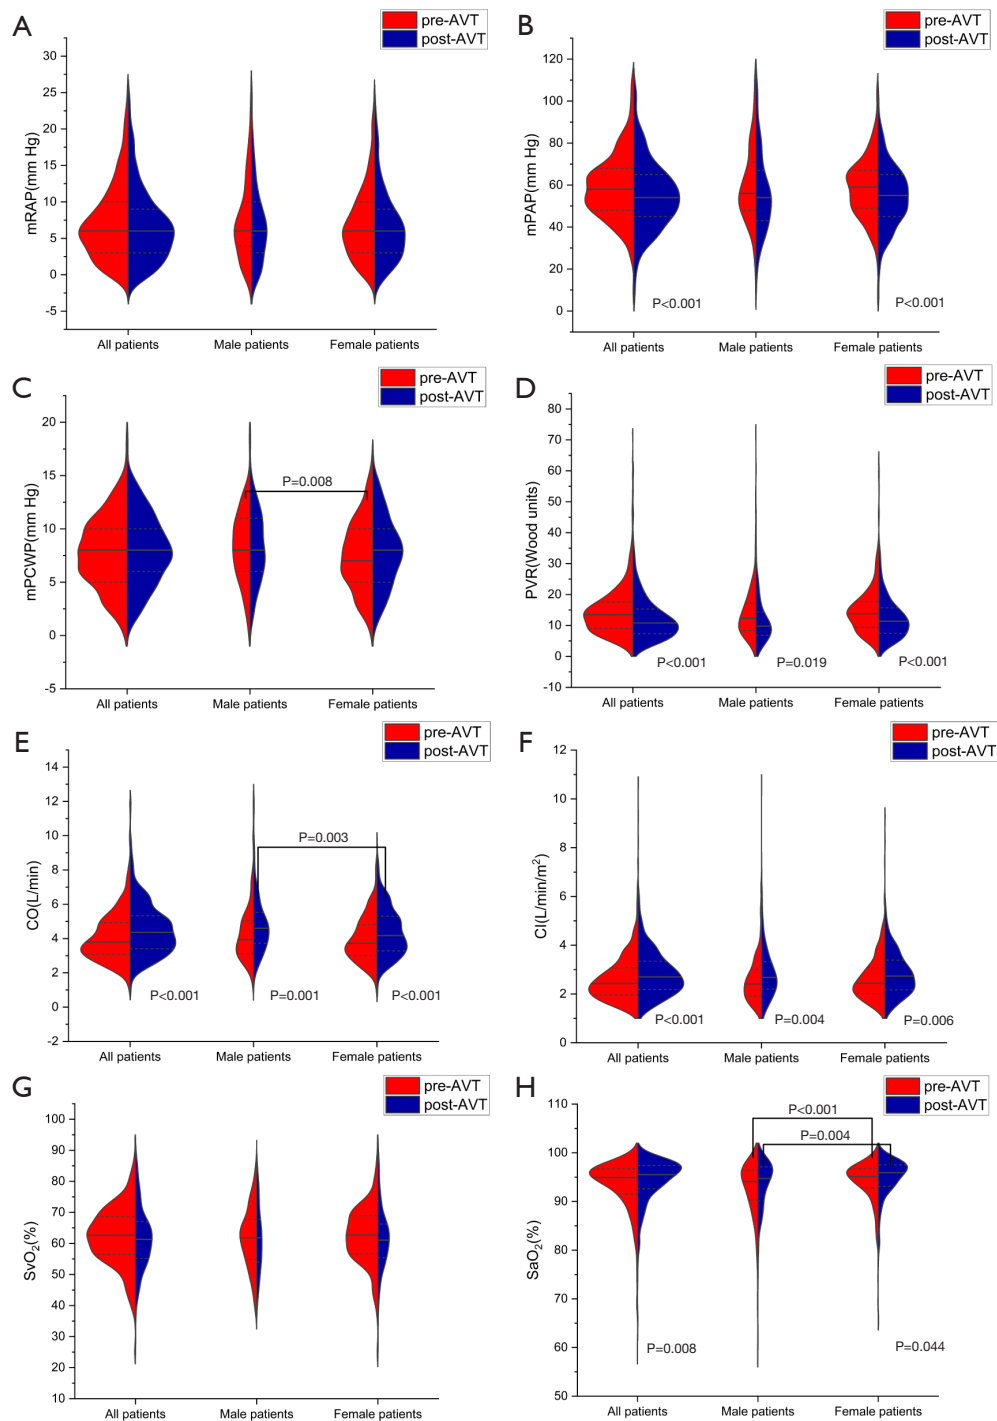 A
pre-AVT
post-AVT
mRAP(mm Hg)
30
25
20
15
10
5
0
-5
All patients
Male patients
Female patients
B
pre-AVT
post-AVT
mPAP(mm Hg)
120
100
80
60
40
20
0
P<0.001
P<0.001
All patients
Male patients
Female patients
C
pre-AVT
post-AVT
mPCWP(mm Hg)
20
15
10
5
0
-5
P=0.008
All patients
Male patients
Female patients
D
pre-AVT
post-AVT
PVR(Wood units)
80
70
60
50
40
30
20
10
0
-10
P<0.001
P=0.019
P<0.001
All patients
Male patients
Female patients
E
pre-AVT
post-AVT
CO(L/min)
14
12
10
8
6
4
2
0
-2
P=0.003
P<0.001
P=0.001
P<0.001
All patients
Male patients
Female patients
F
pre-AVT
post-AVT
CI(L/min/m²)
12
10
8
6
4
2
0
P<0.001
P=0.004
P=0.006
All patients
Male patients
Female patients
G
pre-AVT
post-AVT
SvO₂(%)
100
90
80
70
60
50
40
30
20
10
All patients
Male patients
Female patients
H
pre-AVT
post-AVT
SaO₂(%)
110
100
90
80
70
60
50
P<0.001
P=0.004
P=0.008
P=0.044
All patients
Male patients
Female patients